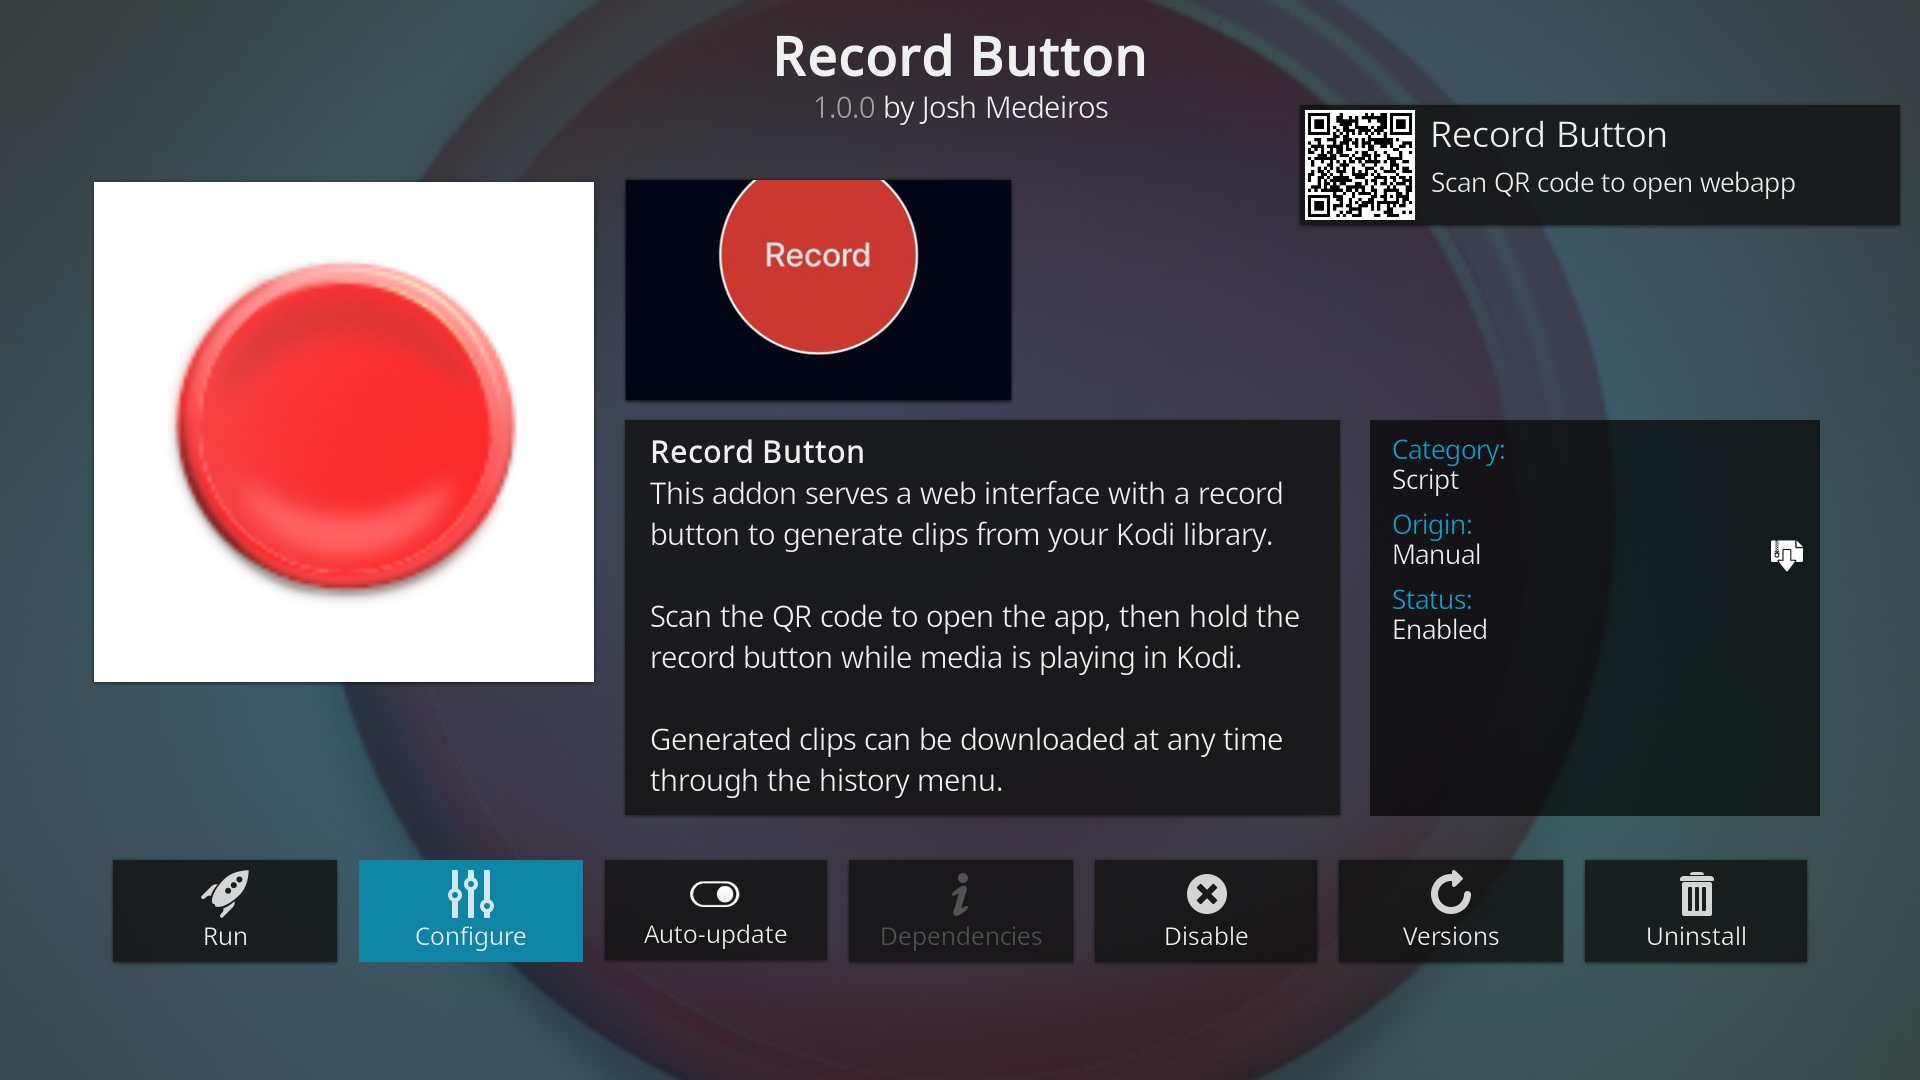 Record Button
1.0.0 by Josh Medeiros
Record Button
Scan QR code to open webapp
Record
Record Button
This addon serves a web interface with a record
button to generate clips from your Kodi library.
Scan the QR code to open the app, then hold the
record button while media is playing in Kodi.
Generated clips can be downloaded at any time
through the history menu.
Category:
Script
Origin:
Manual
Status:
Enabled
Run
Configure
Auto-update
Dependencies
Disable
Versions
Uninstall